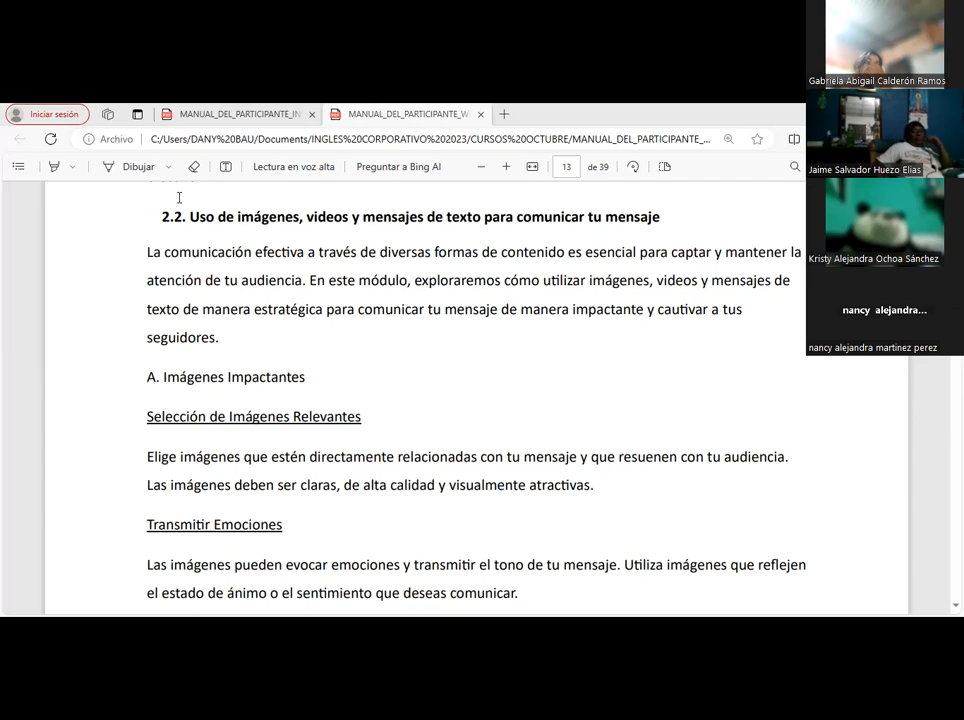 Gabriela Abigail Calderón Ramos
Iniciar sesión
MANUAL_DEL_PARTICIPANTE_IN
MANUAL_DEL_PARTICIPANTE_W
Archivo
C:/Users/DANY%20BAU/Documents/INGLES%20CORPORATIVO%202023/CURSOS%20OCTUBRE/MANUAL_DEL_PARTICIPANTE_W...
Dibujar
Lectura en voz alta
Preguntar a Bing AI
13
de 39
Jaime Salvador Huezo Elias
2.2. Uso de imágenes, videos y mensajes de texto para comunicar tu mensaje
La comunicación efectiva a través de diversas formas de contenido es esencial para captar y mantener la
atención de tu audiencia. En este módulo, exploraremos cómo utilizar imágenes, videos y mensajes de
texto de manera estratégica para comunicar tu mensaje de manera impactante y cautivar a tus
seguidores.
Kristy Alejandra Ochoa Sánchez
nancy alejandra...
nancy alejandra martinez perez
A. Imágenes Impactantes
Selección de Imágenes Relevantes
Elige imágenes que estén directamente relacionadas con tu mensaje y que resuenen con tu audiencia.
Las imágenes deben ser claras, de alta calidad y visualmente atractivas.
Transmitir Emociones
Las imágenes pueden evocar emociones y transmitir el tono de tu mensaje. Utiliza imágenes que reflejen
el estado de ánimo o el sentimiento que deseas comunicar.